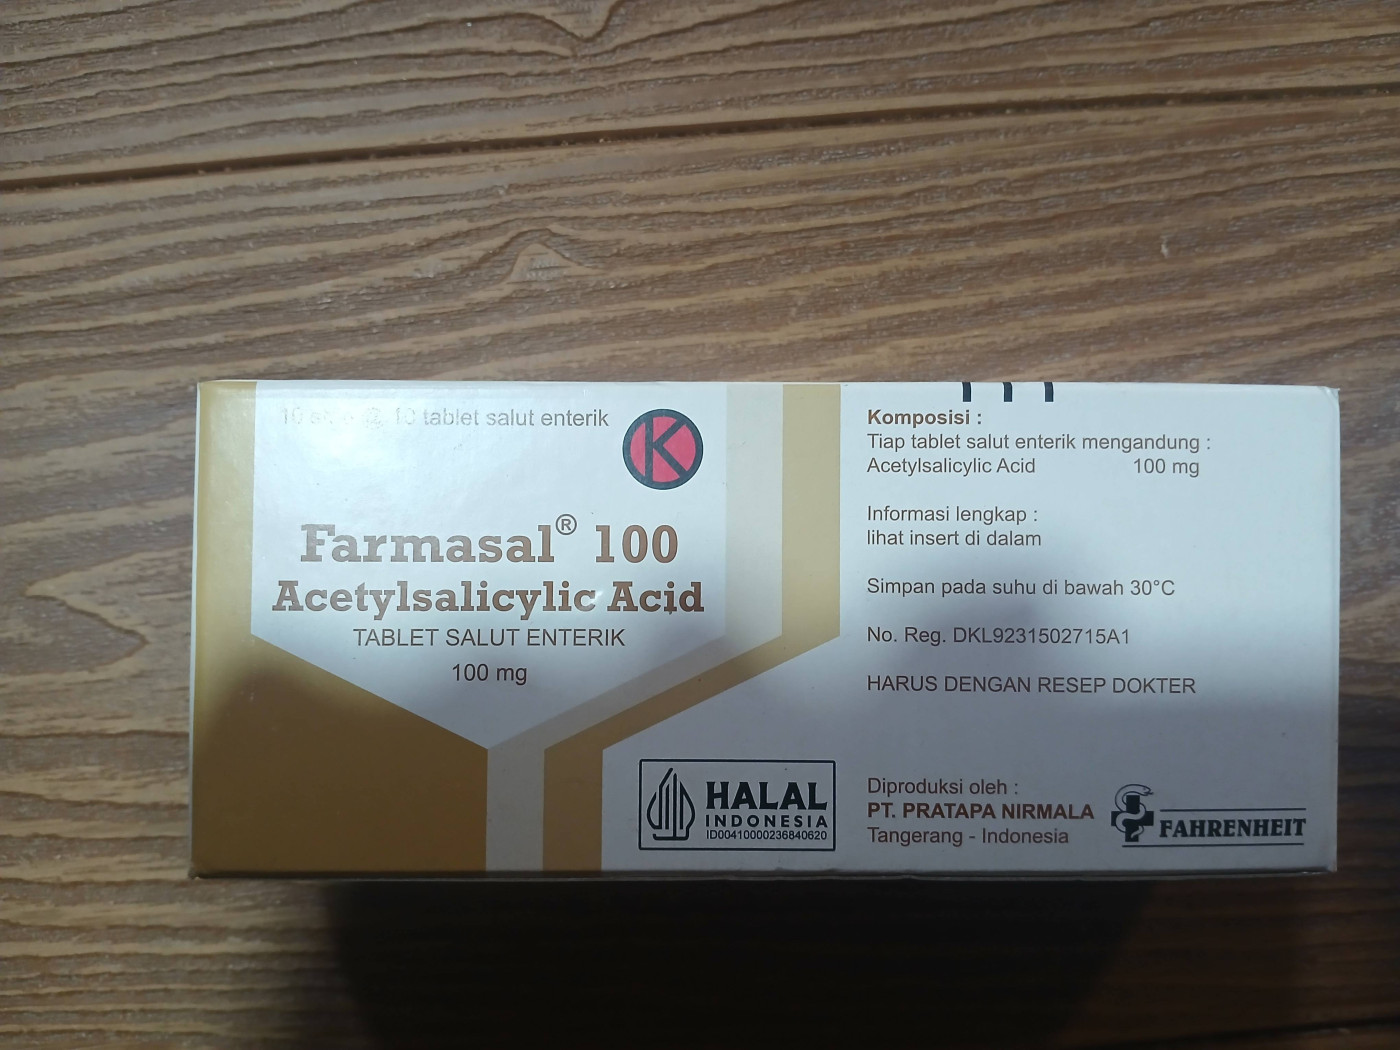 10 @ 10 tablet salut enterik
K
Farmasal® 100
Acetylsalicylic Acid
TABLET SALUT ENTERIK
100 mg
HALAL
INDONESIA
ID00410000236840620
Komposisi :
Tiap tablet salut enterik mengandung :
Acetylsalicylic Acid 100 mg
Informasi lengkap :
lihat insert di dalam
Simpan pada suhu di bawah 30°C
No. Reg. DKL9231502715A1
HARUS DENGAN RESEP DOKTER
Diproduksi oleh :
PT. PRATAPA NIRMALA
Tangerang - Indonesia
FAHRENHEIT